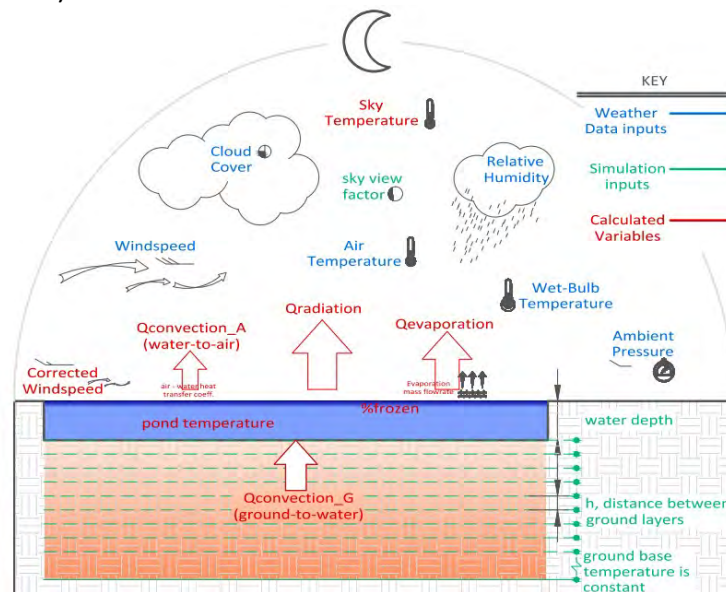 KEY
Weather
Data inputs
Simulation
inputs
Calculated
Variables
Sky
Temperature
Cloud
Cover
sky view
factor
Relative
Humidity
Windspeed
Air
Temperature
Wet-Bulb
Temperature
Qconvection_A
(water-to-air)
Qradiation
Qevaporation
Ambient
Pressure
Corrected
Windspeed
air - water heat
transfer coeff.
Evaporation
mass flowrate
%frozen
pond temperature
water depth
Qconvection_G
(ground-to-water)
h, distance between
ground layers
ground base
temperature is
constant